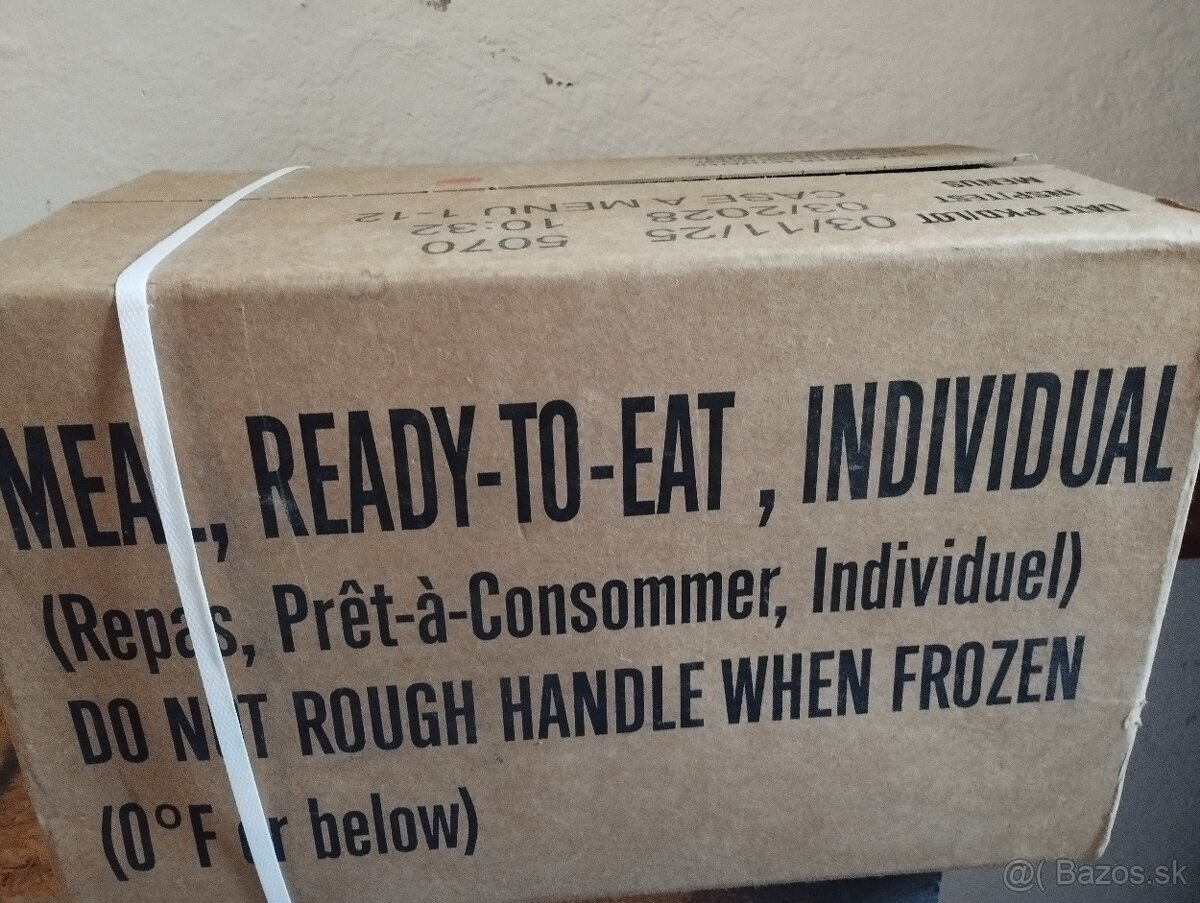 DATE PKD/LOT 03/11/25 5070
INSP/TEST 03/2028 10:32
MENUS CASE A MENU 1-12
MEAL, READY-TO-EAT, INDIVIDUAL
(Repas, Prêt-à-Consommer, Individuel)
DO NOT ROUGH HANDLE WHEN FROZEN
(0°F or below)
@( Bazos.sk